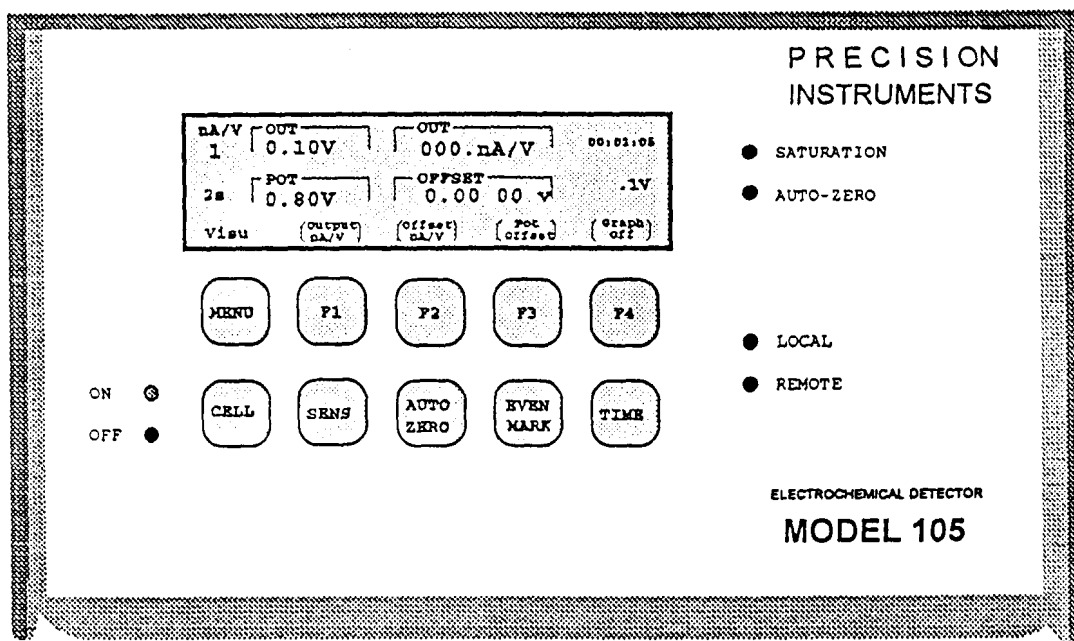 PRECISION
INSTRUMENTS
nA/V
1
OUT
0.10V
OUT
000.nA/V
2s
POT
0.80V
OFFSET
0.00 00 v
.1V
Visu
Output
nA/V
Offset
nA/V
Pot
Offset
Graph
Off
SATURATION
AUTO-ZERO
MENU
F1
F2
F3
F4
LOCAL
REMOTE
ON
OFF
CELL
SENS
AUTO
ZERO
EVEN
MARK
TIME
ELECTROCHEMICAL DETECTOR
MODEL 105